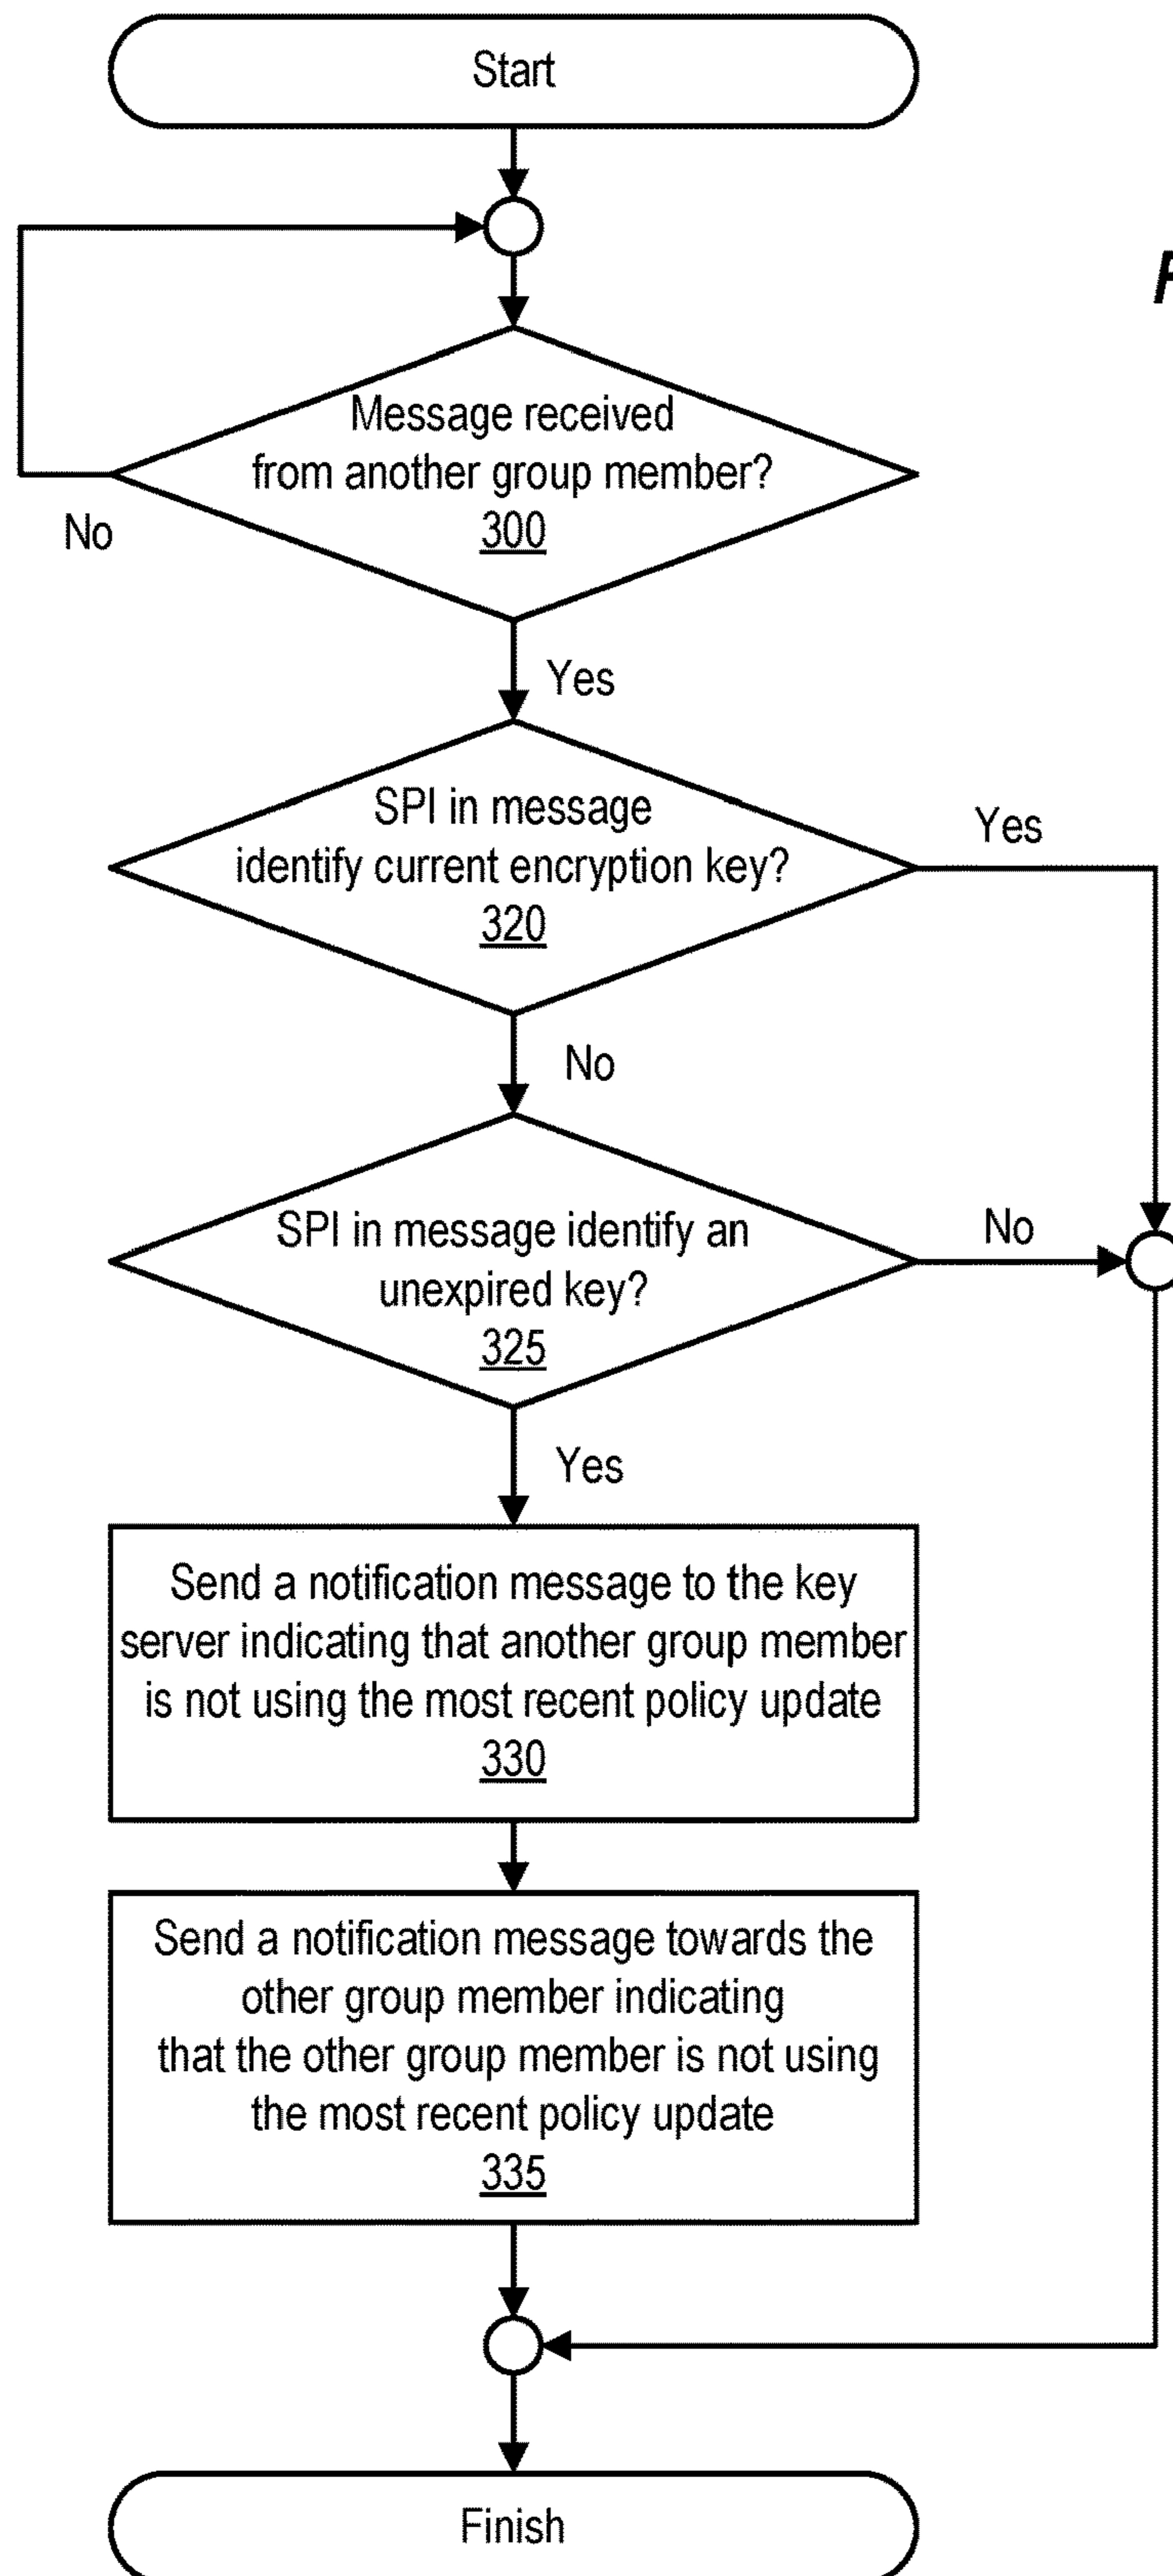 Start
Message received
from another group member?
300
No
Yes
SPI in message
identify current encryption key?
320
Yes
No
SPI in message identify an
unexpired key?
325
No
Yes
Send a notification message to the key
server indicating that another group member
is not using the most recent policy update
330
Send a notification message towards the
other group member indicating
that the other group member is not using
the most recent policy update
335
Finish